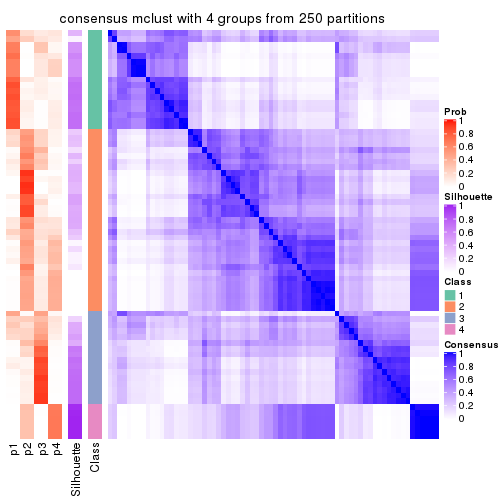 consensus mclust with 4 groups from 250 partitions
Prob
1
0.8
0.6
0.4
0.2
0
Silhouette
1
0.8
0.6
0.4
0.2
0
Class
1
2
3
4
Consensus
1
0.8
0.6
0.4
0.2
0
p1
p2
p3
p4
Silhouette
Class